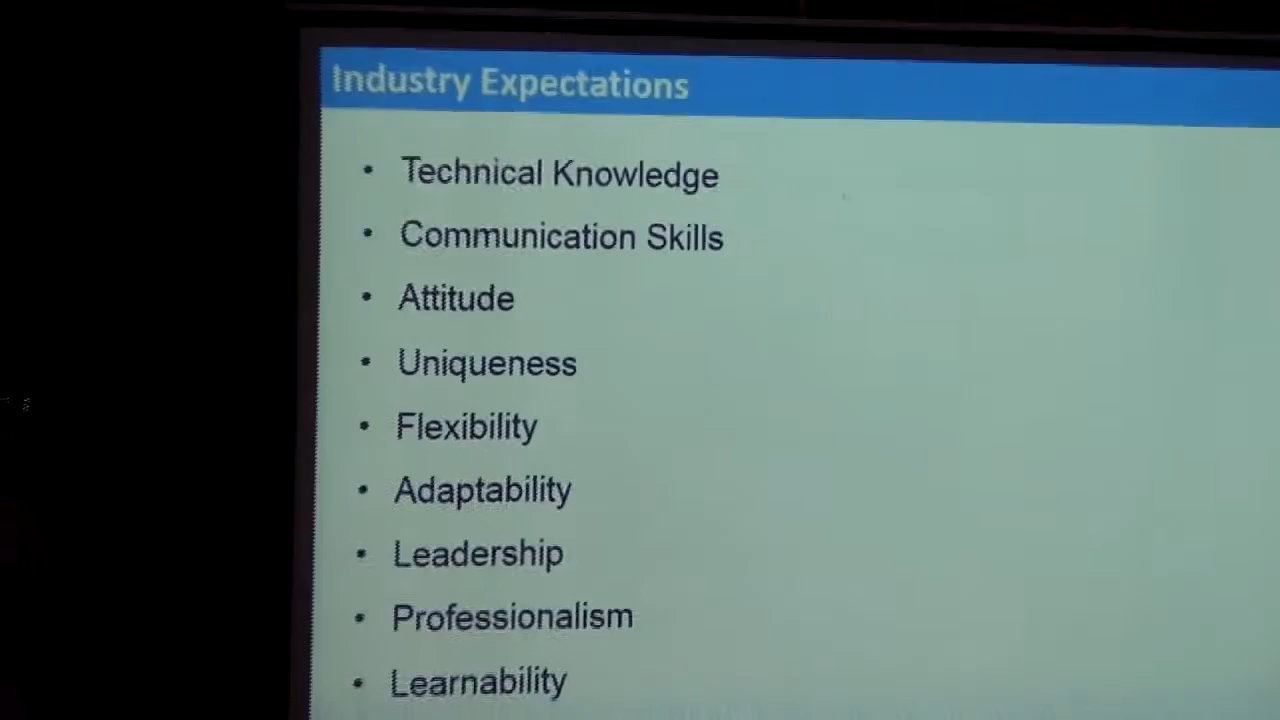 Industry Expectations
• Technical Knowledge
• Communication Skills
• Attitude
• Uniqueness
• Flexibility
• Adaptability
• Leadership
• Professionalism
• Learnability